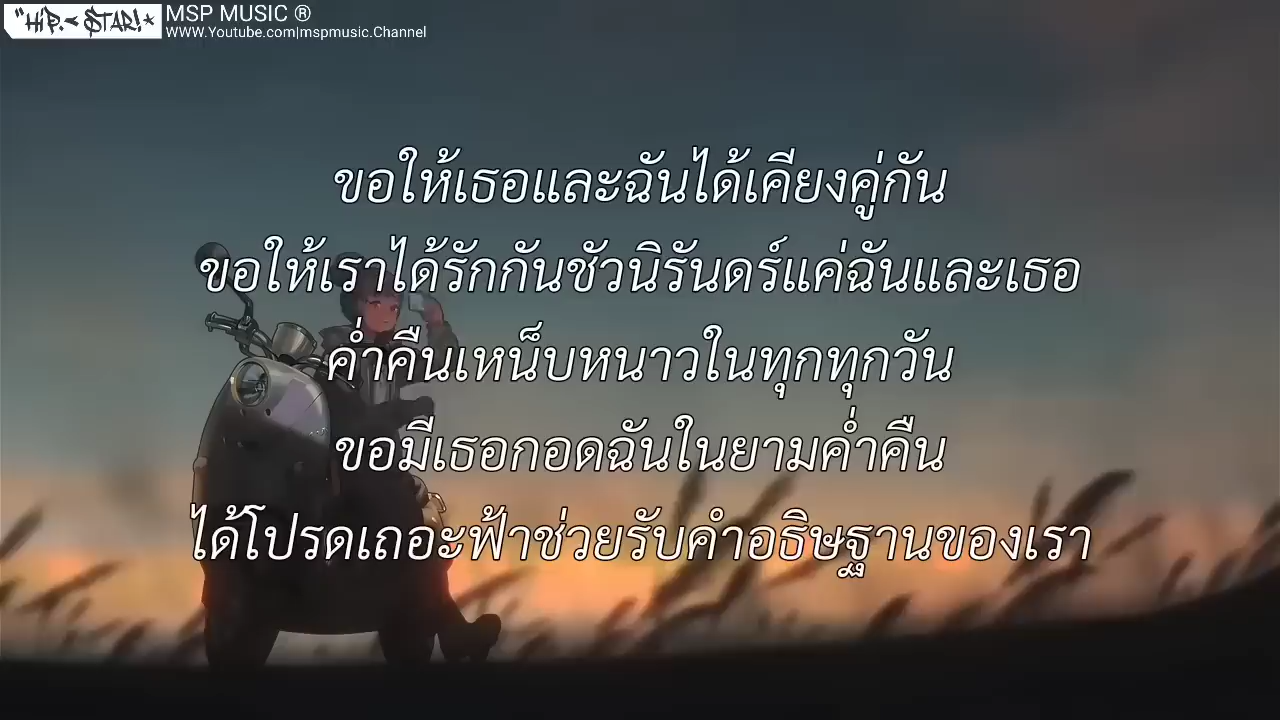 "HIP.< STAR!*
MSP MUSIC ®
WWW.Youtube.com|mspmusic.Channel
ขอให้เธอและฉันได้เคียงคู่กัน
ขอให้เราได้รักกันชัวนิรันดร์แค่ฉันและเธอ
ค่ำคืนเหน็บหนาวในทุกทุกวัน
ขอมีเธอกอดฉันในยามค่ำคืน
ได้โปรดเถอะฟ้าช่วยรับคำอธิษฐานของเรา